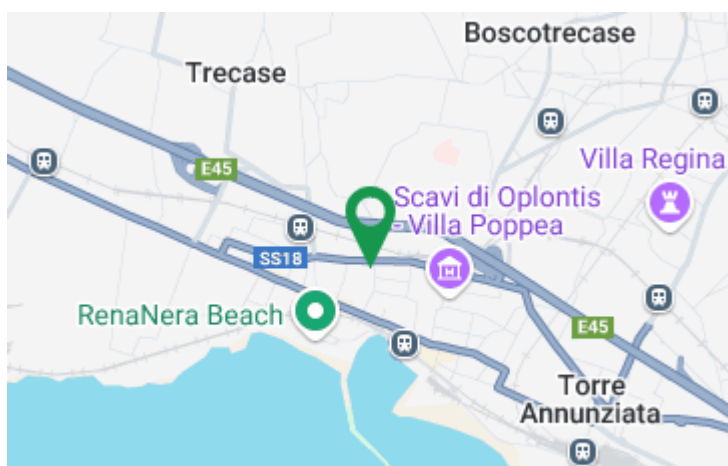 Boscotrecase
Trecase
E45
Villa Regina
Scavi di Oplontis
- Villa Poppea
SS18
RenaNera Beach
E45
Torre
Annunziata